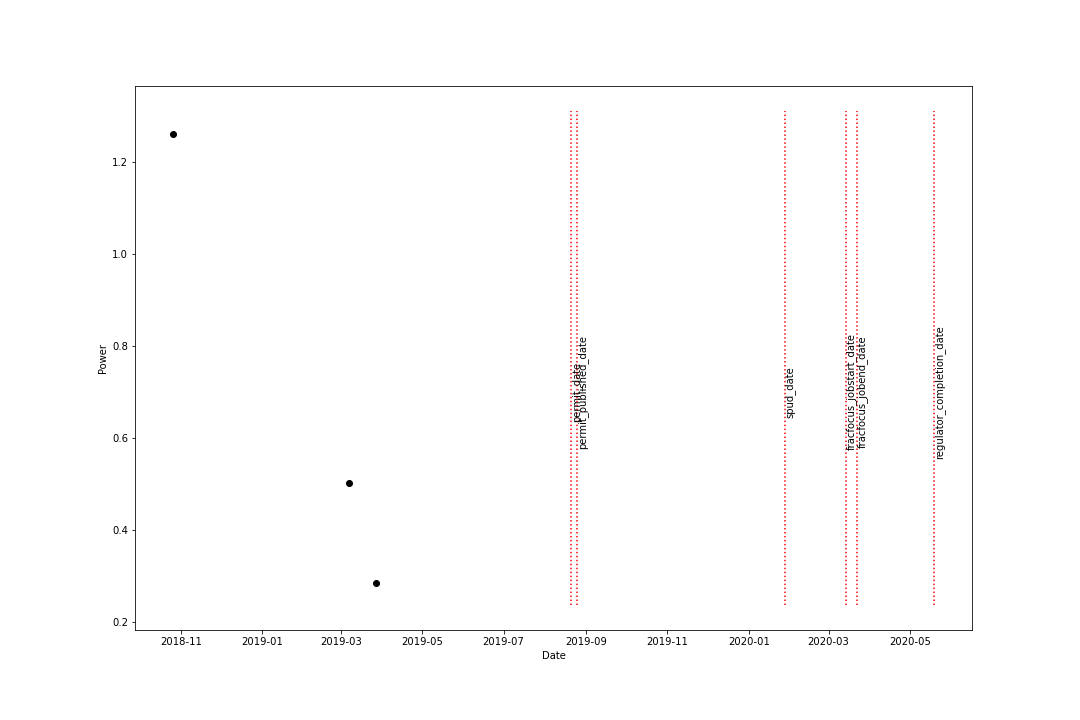 1.2
1.0
0.8
0.6
0.4
0.2
Power
permit_date
permit_published_date
spud_date
fracfocus_jobstart_date
fracfocus_jobend_date
regulator_completion_date
2018-11
2019-01
2019-03
2019-05
2019-07
2019-09
2019-11
2020-01
2020-03
2020-05
Date